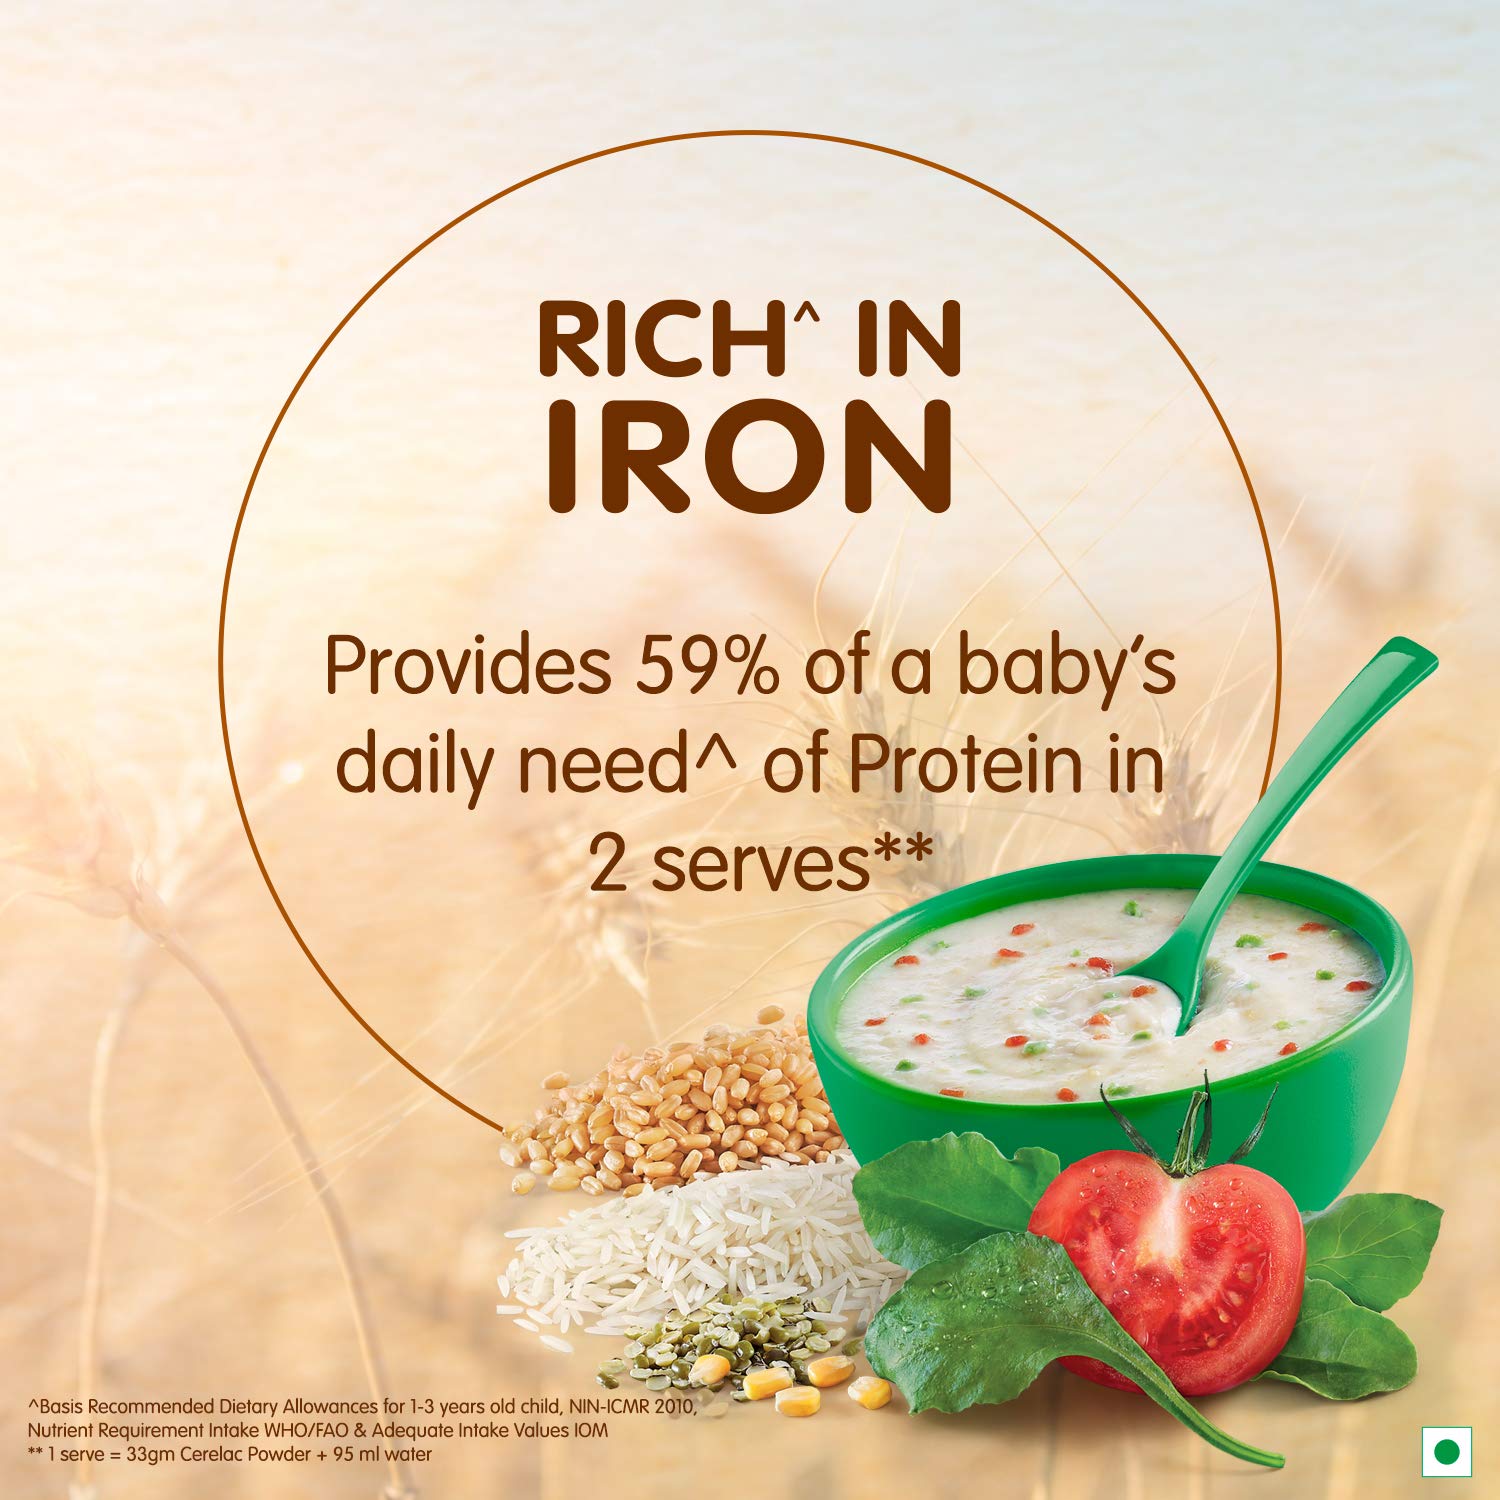 RICH^ IN
IRON
Provides 59% of a baby's
daily need^ of Protein in
2 serves**
^Basis Recommended Dietary Allowances for 1-3 years old child, NIN-ICMR 2010,
Nutrient Requirement Intake WHO/FAO & Adequate Intake Values IOM
** 1 serve = 33gm Cerelac Powder + 95 ml water